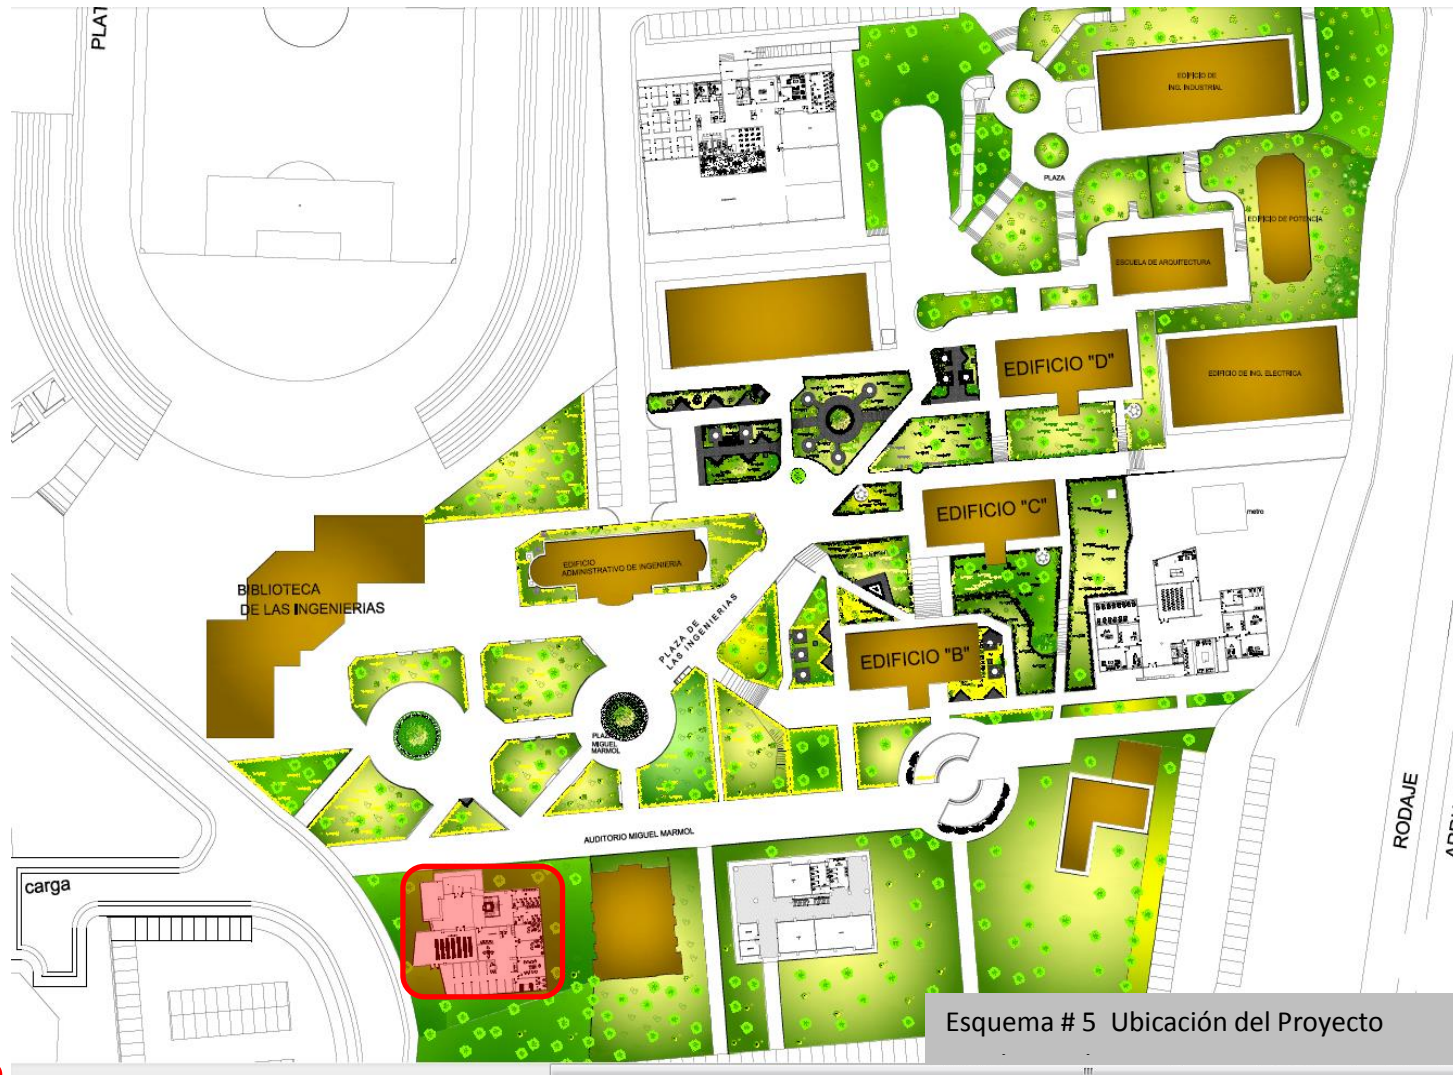 PLAT
EDIFICIO DE
ING. INDUSTRIAL
PLAZA
EDIFICIO DE POTENCIA
ESCUELA DE ARQUITECTURA
EDIFICIO "D"
EDIFICIO DE ING. ELECTRICA
EDIFICIO "C"
metro
EDIFICIO
ADMINISTRATIVO DE INGENIERIA
BIBLIOTECA
DE LAS INGENIERIAS
PLAZA DE
LAS INGENIERIAS
EDIFICIO "B"
PLAZA
MIGUEL
MARMOL
RODAJE
AUDITORIO MIGUEL MARMOL
carga
Esquema # 5 Ubicación del Proyecto